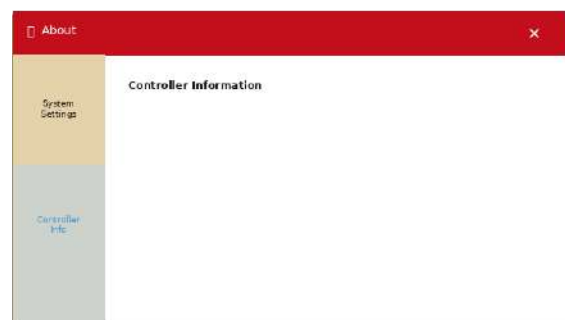 About ×
Controller Information
System
Settings
Controller
Info